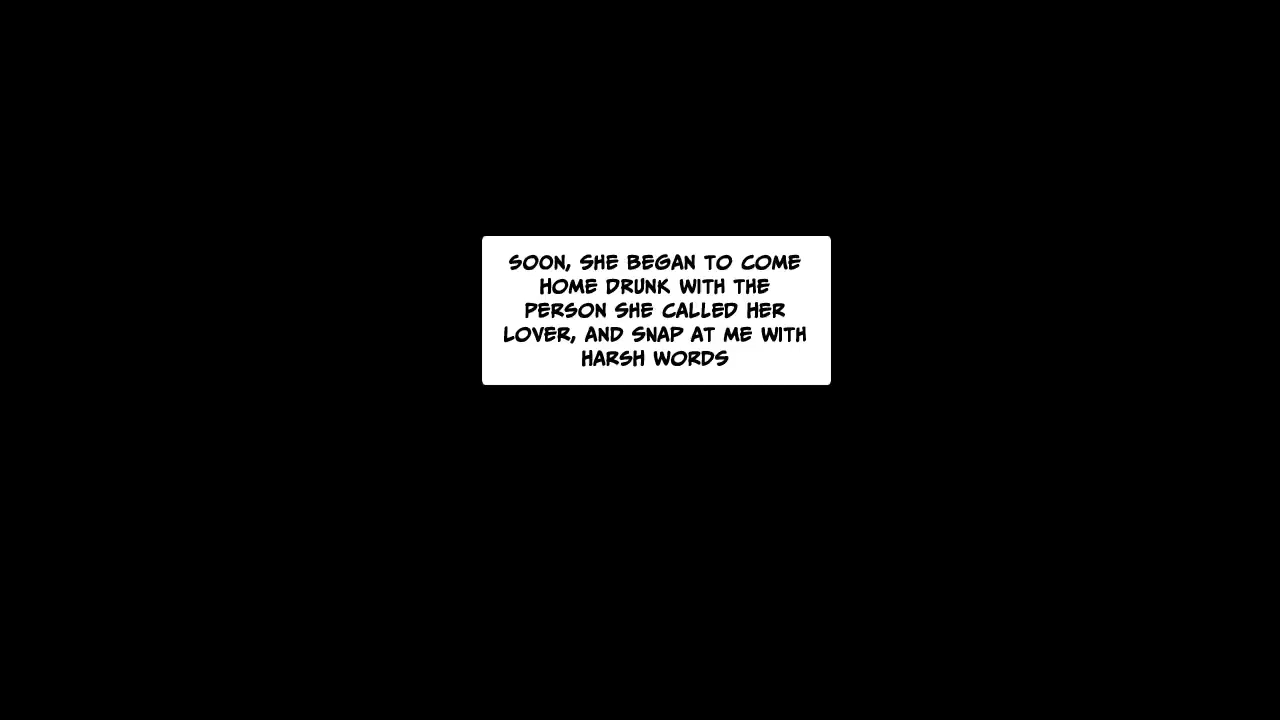 SOON, SHE BEGAN TO COME
HOME DRUNK WITH THE
PERSON SHE CALLED HER
LOVER, AND SNAP AT ME WITH
HARSH WORDS